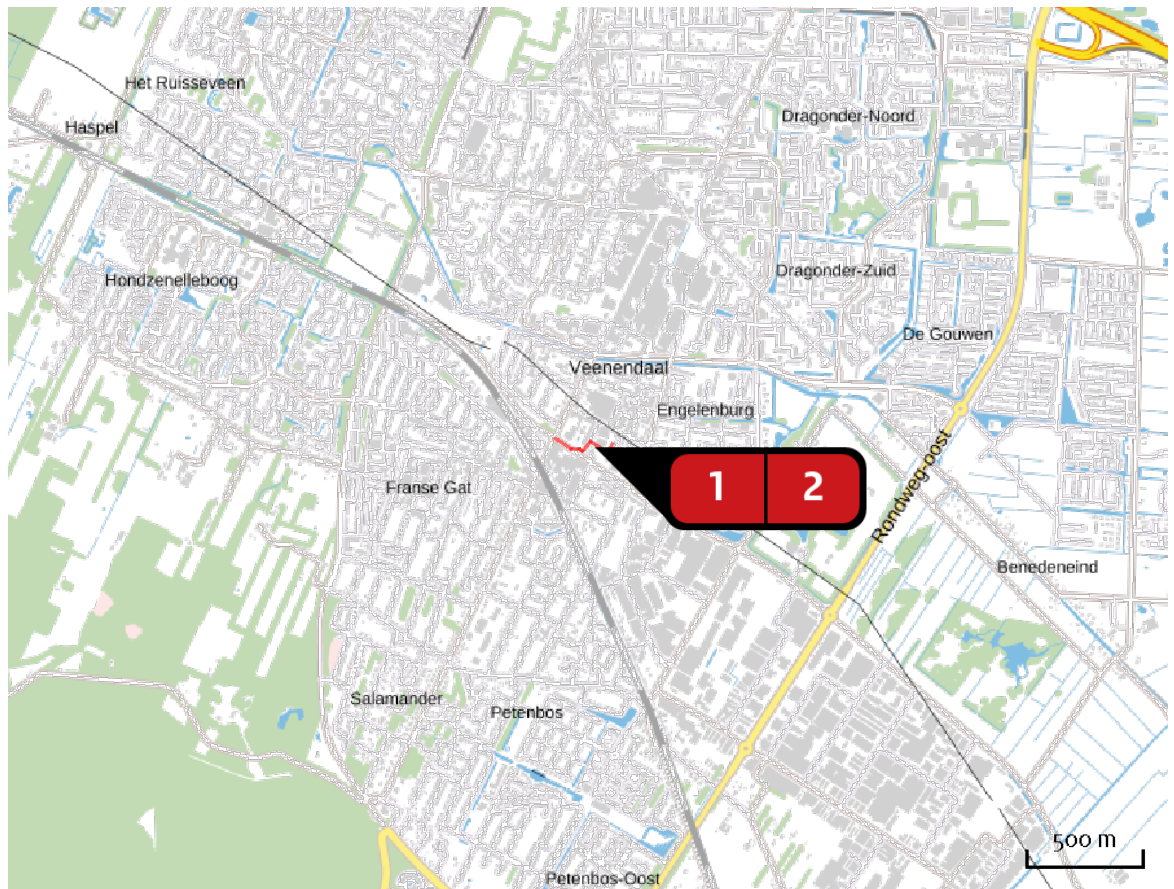 Het Ruisseveen
Haspel
Dragonder-Noord
Hondzenelleboog
Dragonder-Zuid
De Gouwen
Veenendaal
Engelenburg
Franse Gat
1 2
Rondweg-oost
Benedeneind
Salamander
Petenbos
500 m
Petenbos-Oost